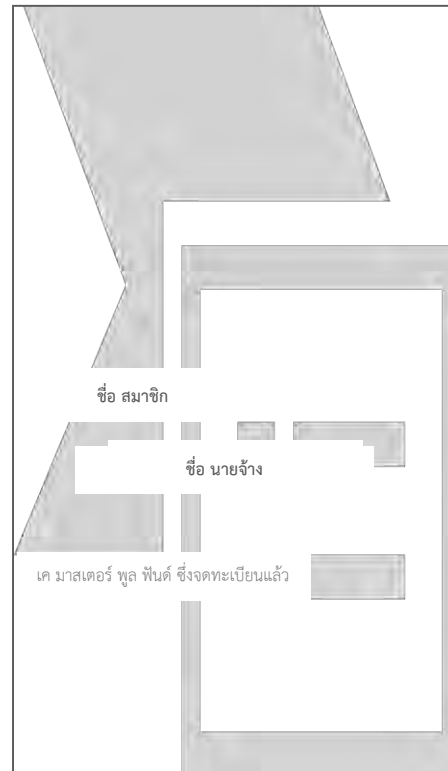 ชื่อ สมาชิก
ชื่อ นายจ้าง
เค มาสเตอร์ พูล ฟันด์ ซึ่งจดทะเบียนแล้ว